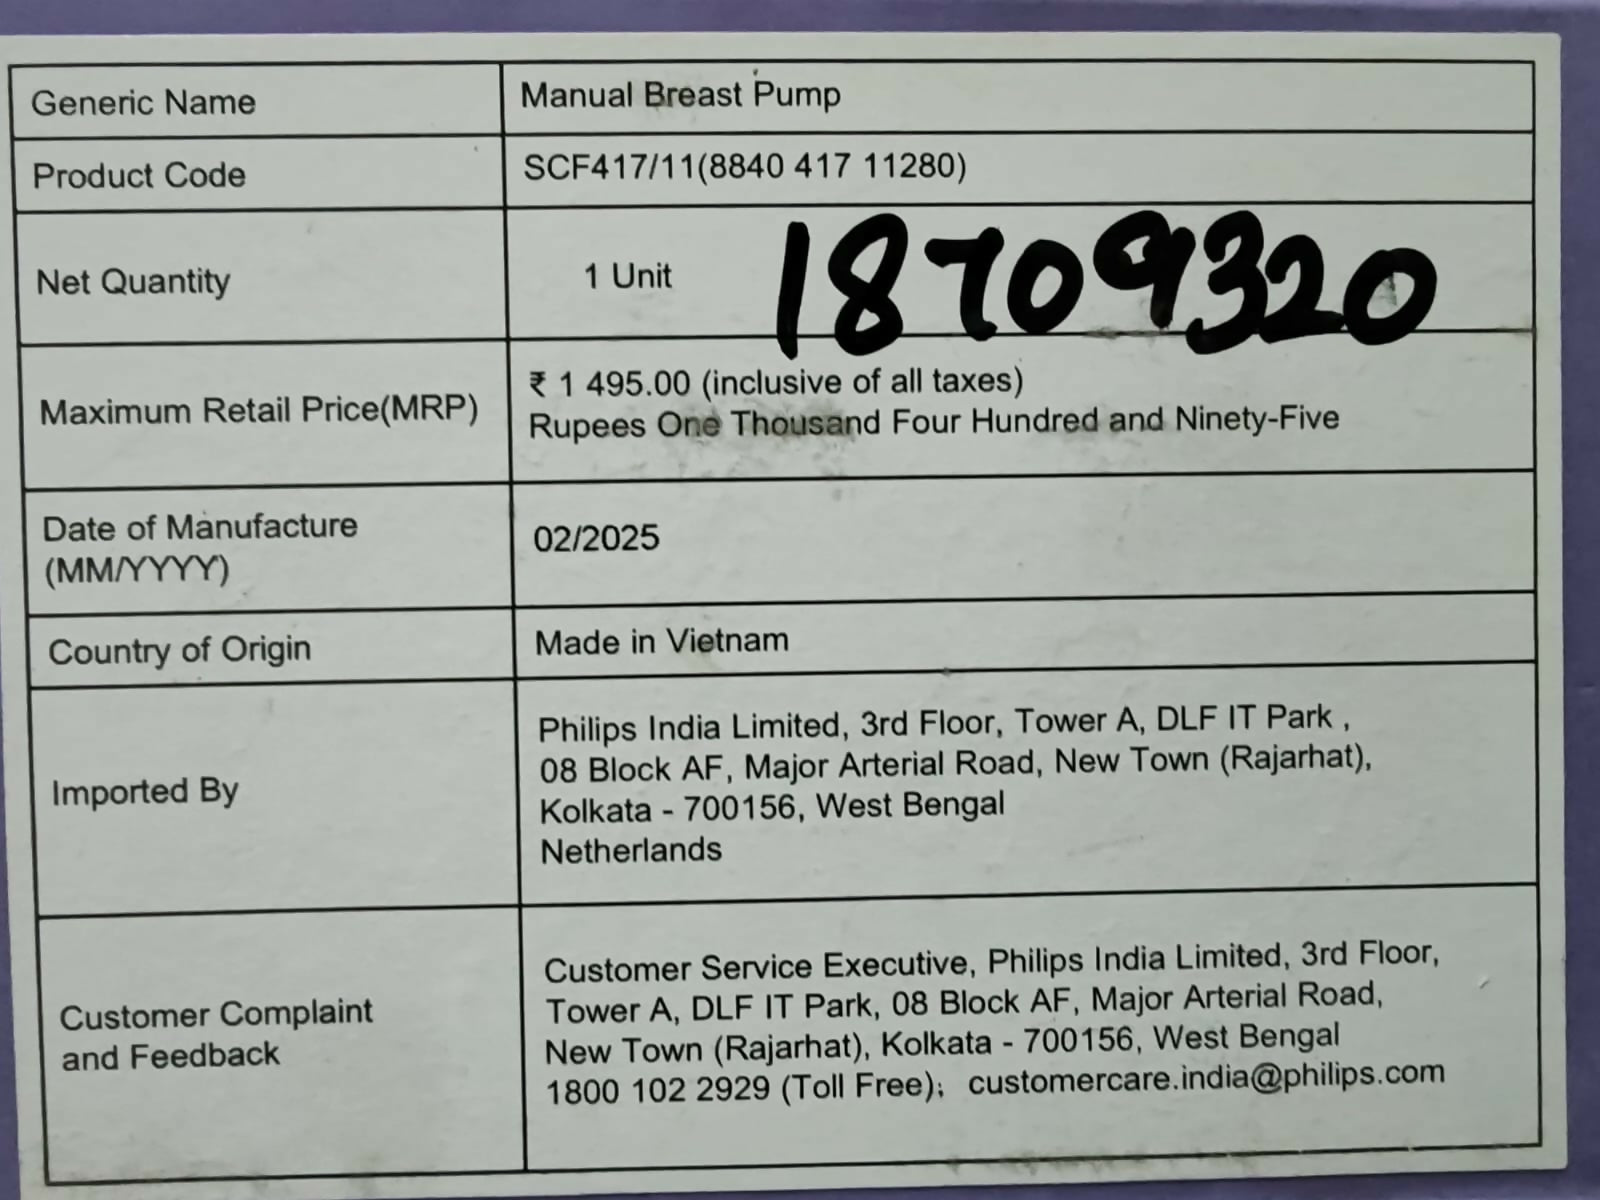 Generic Name
Manual Breast Pump
Product Code
SCF417/11(8840 417 11280)
Net Quantity
1 Unit
18709320
Maximum Retail Price(MRP)
₹ 1 495.00 (inclusive of all taxes)
Rupees One Thousand Four Hundred and Ninety-Five
Date of Manufacture
(MM/YYYY)
02/2025
Country of Origin
Made in Vietnam
Imported By
Philips India Limited, 3rd Floor, Tower A, DLF IT Park ,
08 Block AF, Major Arterial Road, New Town (Rajarhat),
Kolkata - 700156, West Bengal
Netherlands
Customer Complaint
and Feedback
Customer Service Executive, Philips India Limited, 3rd Floor,
Tower A, DLF IT Park, 08 Block AF, Major Arterial Road,
New Town (Rajarhat), Kolkata - 700156, West Bengal
1800 102 2929 (Toll Free); customercare.india@philips.com